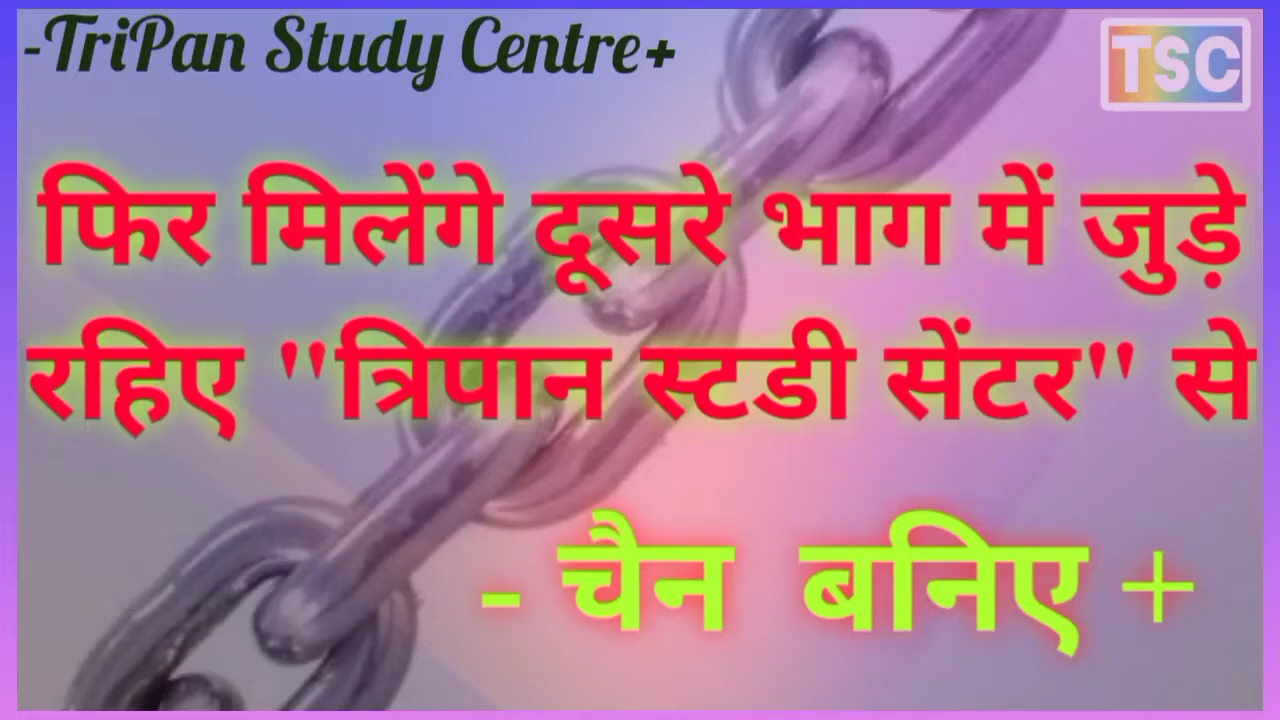 -TriPan Study Centre+
TSC
फिर मिलेंगे दूसरे भाग में जुड़े
रहिए "त्रिपान स्टडी सेंटर" से
- चैन बनिए +